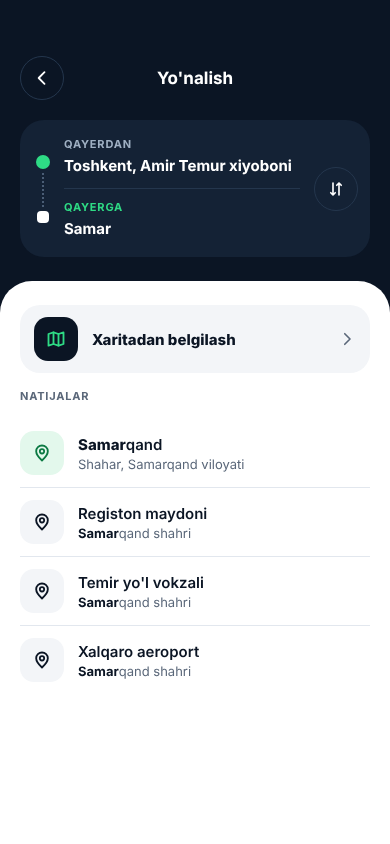 Yo'nalish
QAYERDAN
Toshkent, Amir Temur xiyoboni
QAYERGA
Samar
Xaritadan belgilash
NATIJALAR
Samarqand
Shahar, Samarqand viloyati
Registon maydoni
Samarqand shahri
Temir yo'l vokzali
Samarqand shahri
Xalqaro aeroport
Samarqand shahri